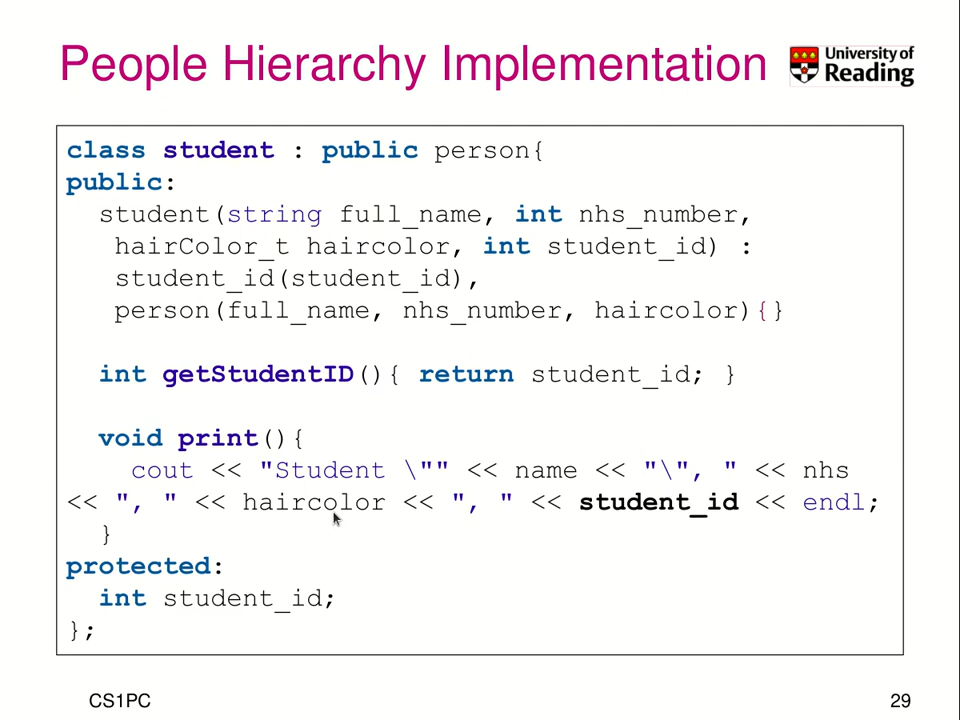 People Hierarchy Implementation
University of
Reading
class student : public person{
public:
student(string full_name, int nhs_number,
hairColor_t haircolor, int student_id) :
student_id(student_id),
person(full_name, nhs_number, haircolor){}
int getStudentID(){ return student_id; }
void print(){
cout << "Student \"" << name << "\", " << nhs
<< ", " << haircolor << ", " << student_id << endl;
}
protected:
int student_id;
};
CS1PC
29